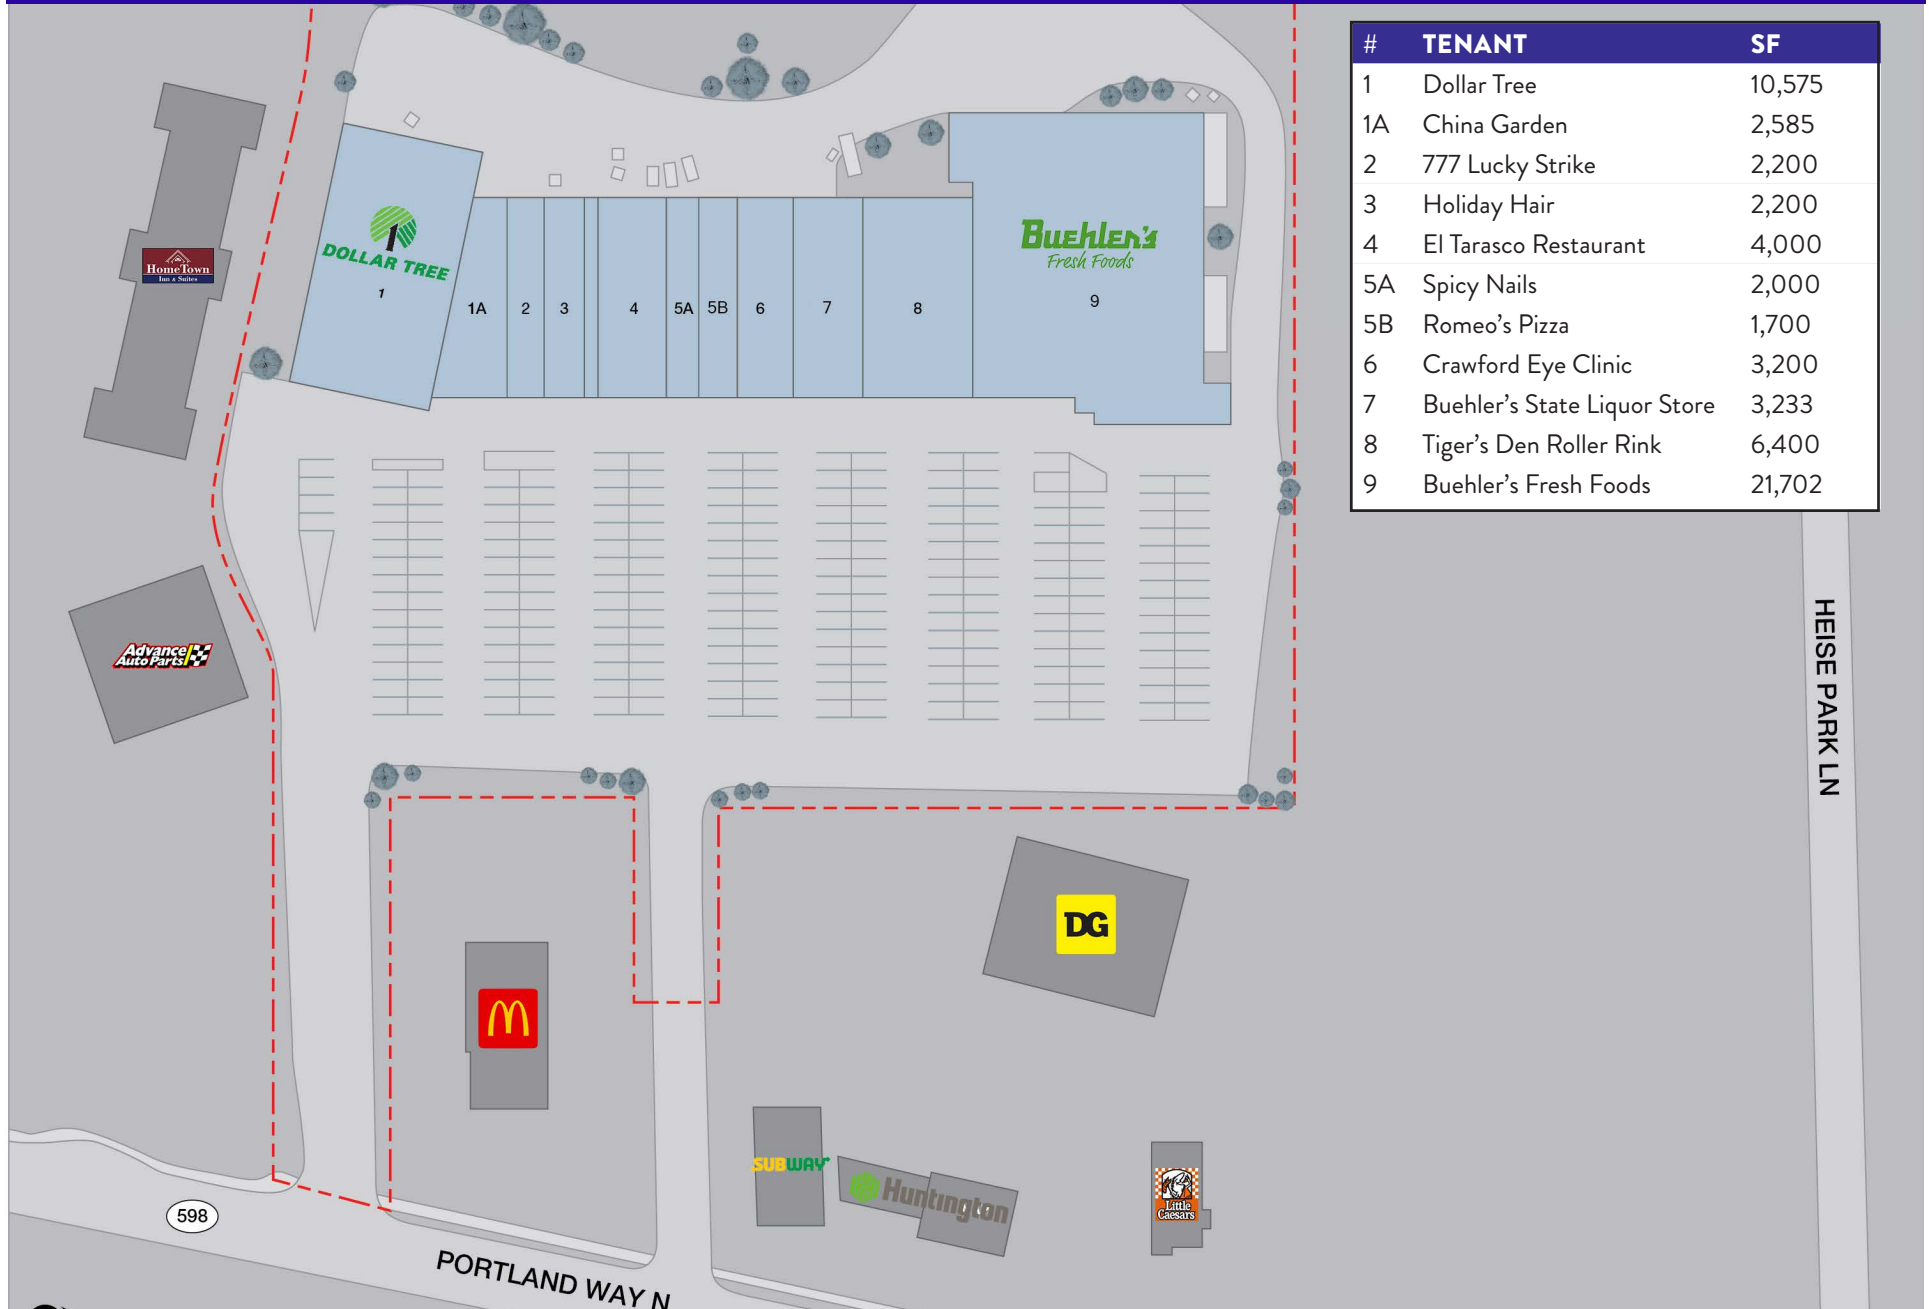 # TENANT SF
1 Dollar Tree 10,575
1A China Garden 2,585
2 777 Lucky Strike 2,200
3 Holiday Hair 2,200
4 El Tarasco Restaurant 4,000
5A Spicy Nails 2,000
5B Romeo's Pizza 1,700
6 Crawford Eye Clinic 3,200
7 Buehler's State Liquor Store 3,233
8 Tiger's Den Roller Rink 6,400
9 Buehler's Fresh Foods 21,702
HomeTown
Inn & Suites
DOLLAR TREE
1
1A 2 3 4 5A 5B 6 7 8
Buehler's
Fresh Foods
9
Advance
Auto Parts
HEISE PARK LN
DG
SUBWAY
Huntington
Little
Caesars
598
PORTLAND WAY N